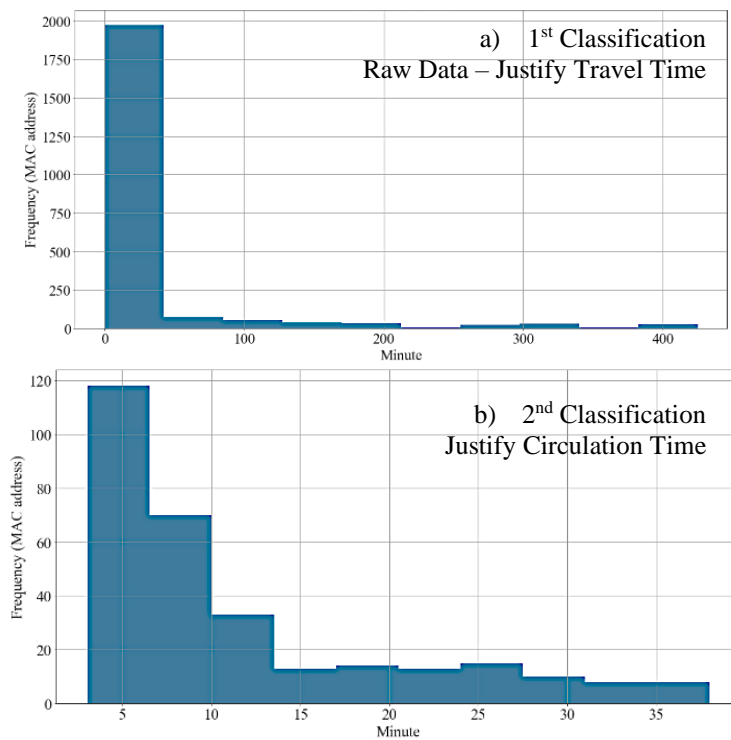 a) 1st Classification
Raw Data – Justify Travel Time
Frequency (MAC address)
2000
1750
1500
1250
1000
750
500
250
0
0 100 200 300 400
Minute
b) 2nd Classification
Justify Circulation Time
Frequency (MAC address)
120
100
80
60
40
20
0
5 10 15 20 25 30 35
Minute